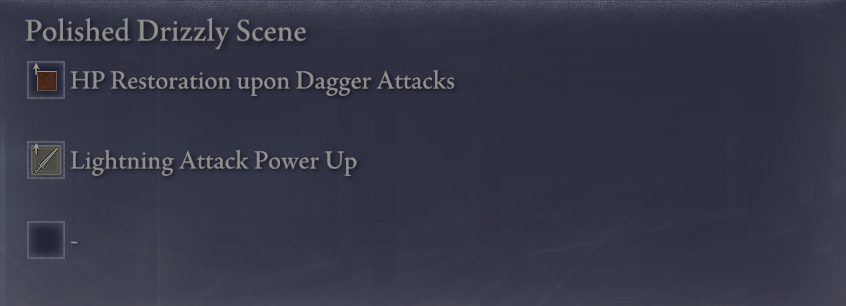 Polished Drizzly Scene
HP Restoration upon Dagger Attacks
Lightning Attack Power Up
-